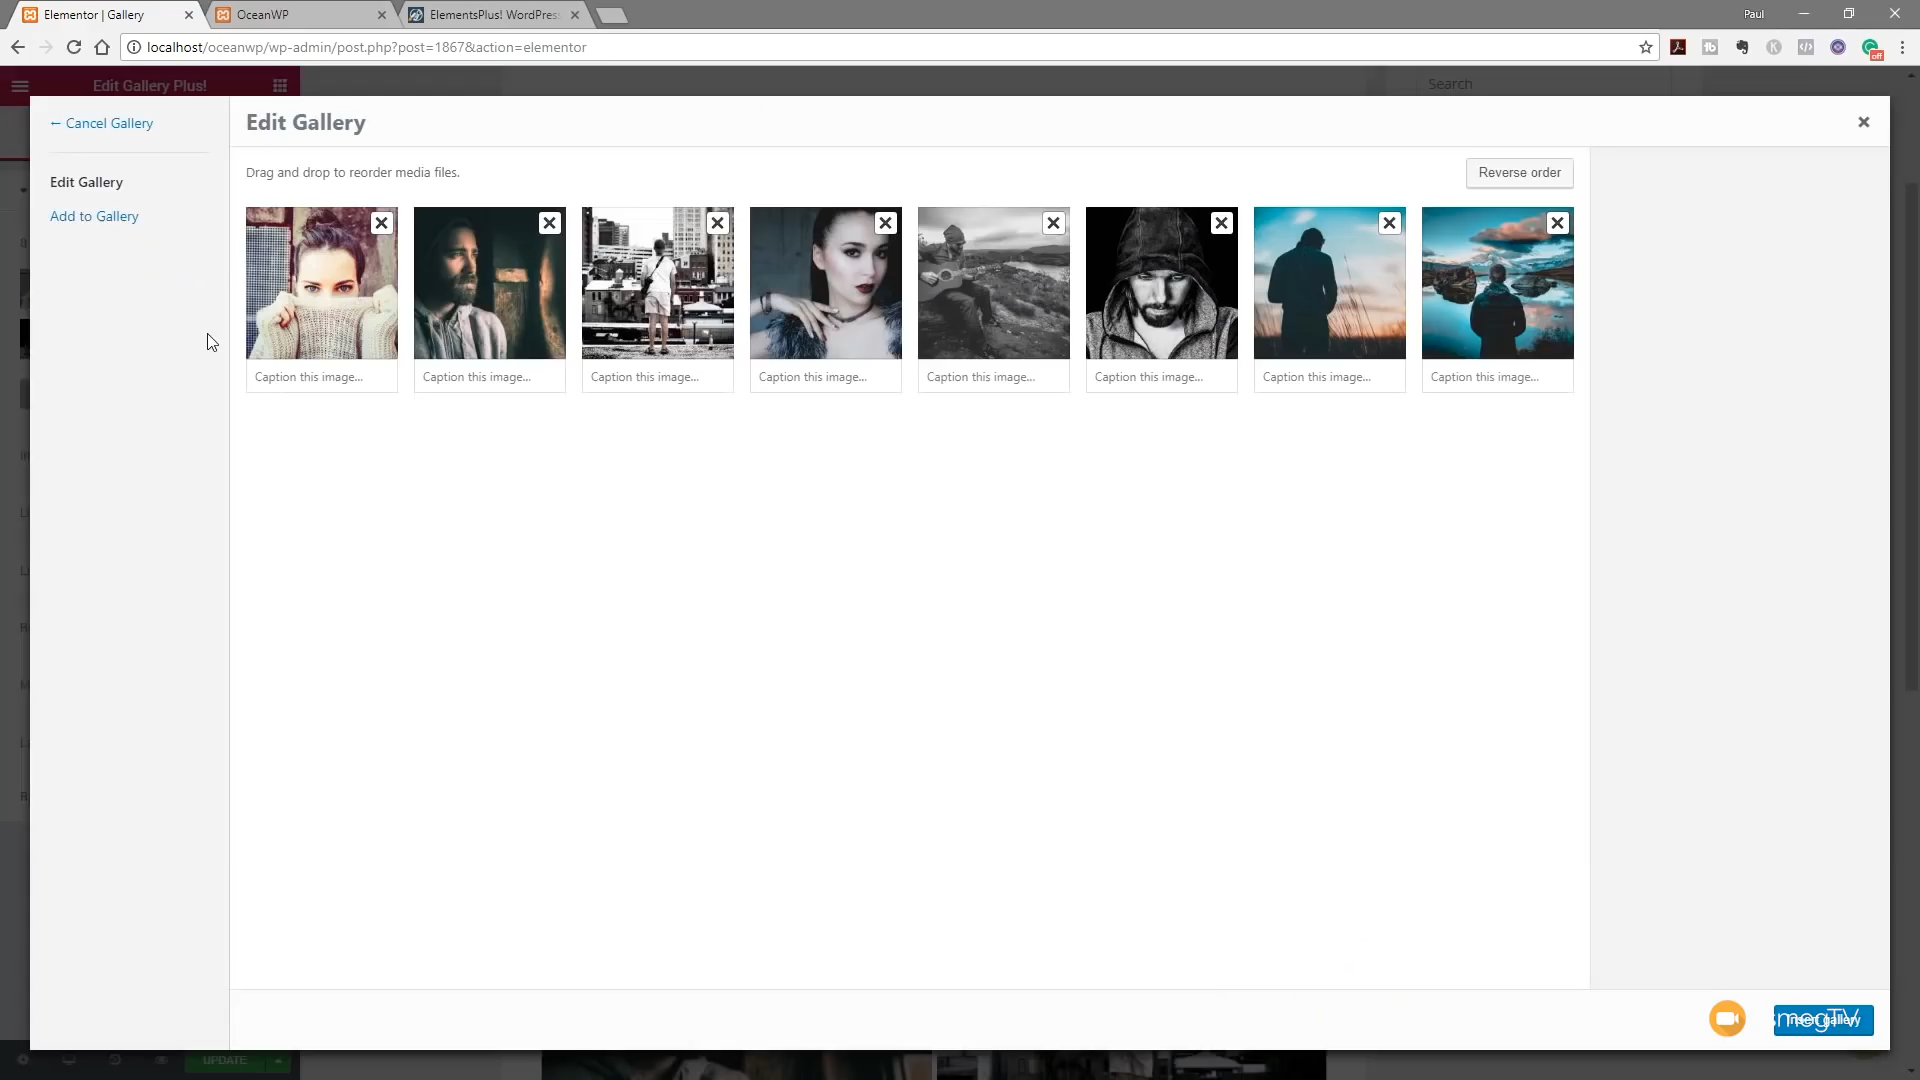 Elementor | Gallery
OceanWP
ElementsPlus! WordPress
Paul
localhost/oceanwp/wp-admin/post.php?post=1867&action=elementor
off
Edit Gallery Plus!
Search
← Cancel Gallery
Edit Gallery
Drag and drop to reorder media files.
Reverse order
Edit Gallery
Add to Gallery
Caption this image...
Caption this image...
Caption this image...
Caption this image...
Caption this image...
Caption this image...
Caption this image...
Caption this image...
smegTV
UPDATE